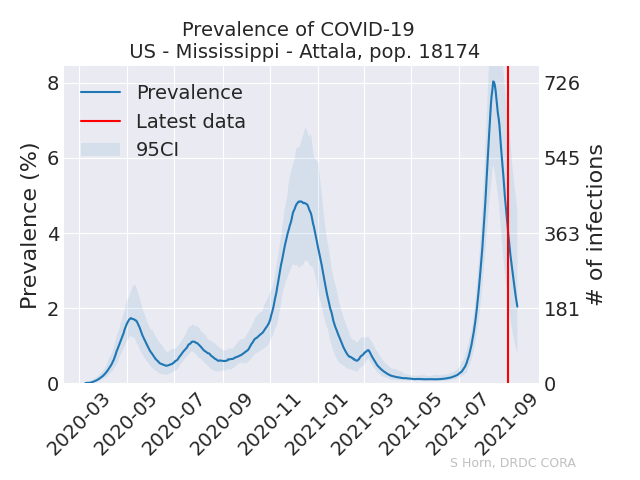 Prevalence of COVID-19
US - Mississippi - Attala, pop. 18174
Prevalence
Latest data
95CI
Prevalence (%)
8
6
4
2
0
726
545
363
181
0
# of infections
2020-03
2020-05
2020-07
2020-09
2020-11
2021-01
2021-03
2021-05
2021-07
2021-09
S Horn, DRDC CORA